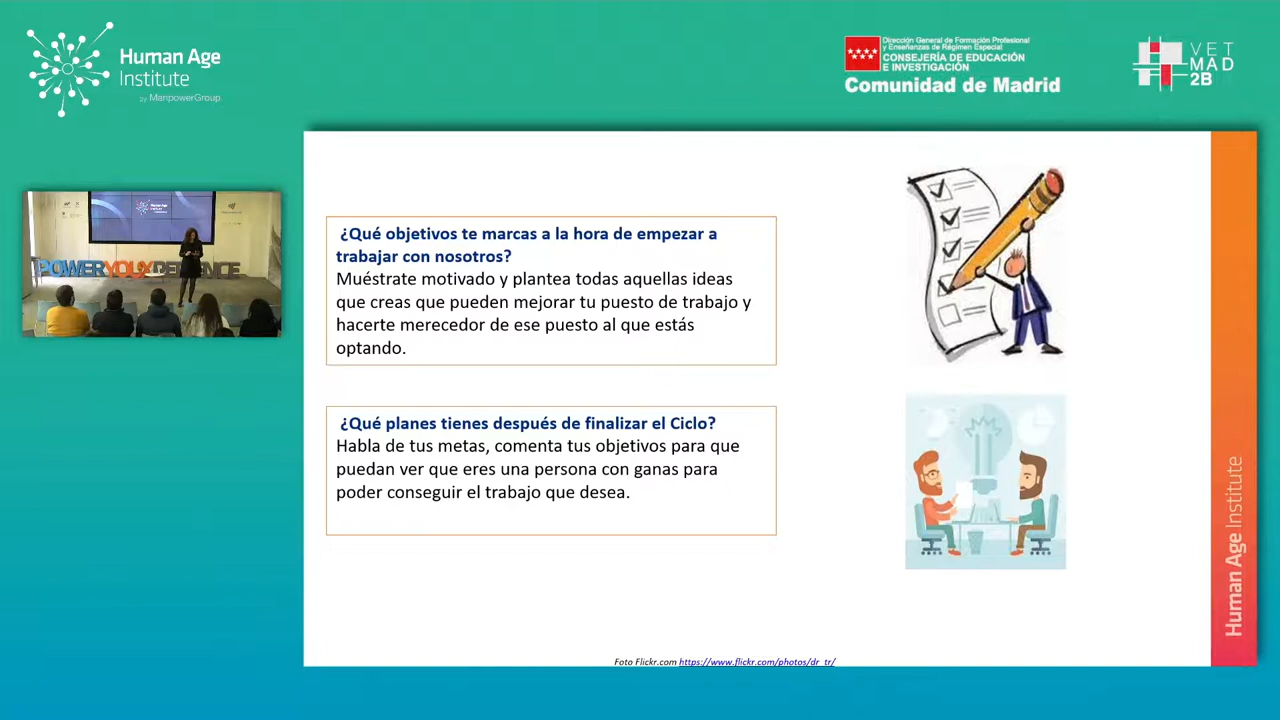 Human Age
Institute
by ManpowerGroup
Dirección General de Formación Profesional
y Enseñanzas de Régimen Especial
CONSEJERÍA DE EDUCACIÓN
E INVESTIGACIÓN
Comunidad de Madrid
VET
MAD
2B
Human Age
Institute
POWERYOUXPERIENCE
¿Qué objetivos te marcas a la hora de empezar a
trabajar con nosotros?
Muéstrate motivado y plantea todas aquellas ideas
que creas que pueden mejorar tu puesto de trabajo y
hacerte merecedor de ese puesto al que estás
optando.
¿Qué planes tienes después de finalizar el Ciclo?
Habla de tus metas, comenta tus objetivos para que
puedan ver que eres una persona con ganas para
poder conseguir el trabajo que desea.
Human Age Institute
Foto Flickr.com https://www.flickr.com/photos/dr_tr/